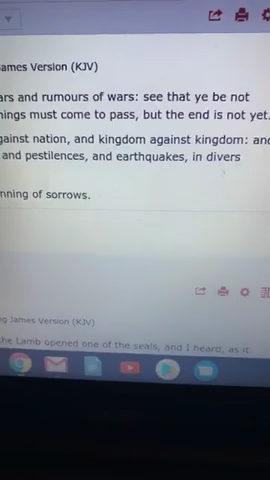 James Version (KJV)
ars and rumours of wars: see that ye be not
hings must come to pass, but the end is not yet.
gainst nation, and kingdom against kingdom: and
and pestilences, and earthquakes, in divers
nning of sorrows.
ng James Version (KJV)
the Lamb opened one of the seals, and I heard, as it